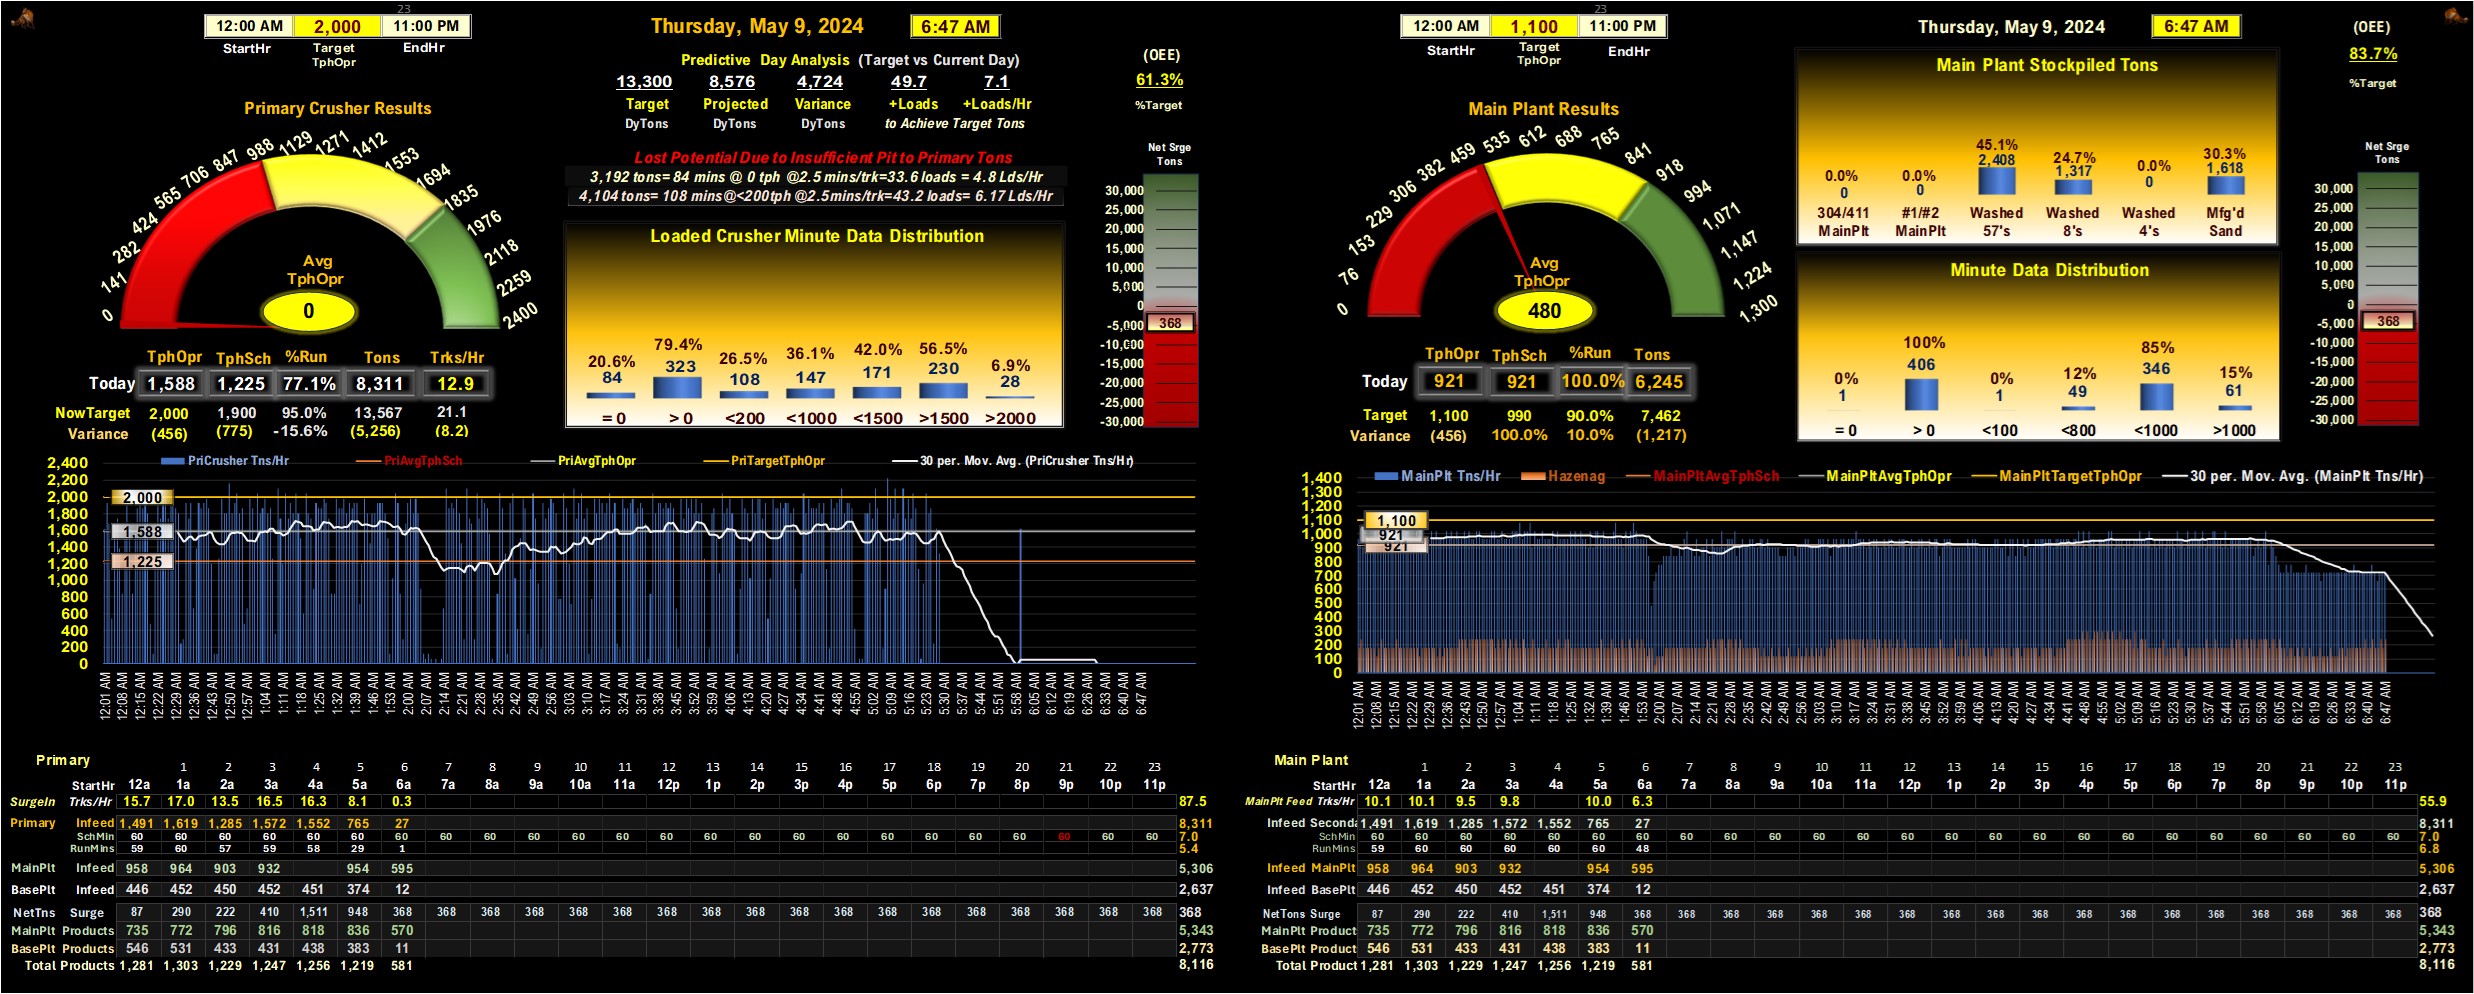 23
12:00 AM 2,000 11:00 PM
StartHr Target TphOpr EndHr
Thursday, May 9, 2024 6:47 AM
Predictive Day Analysis (Target vs Current Day)
13,300 8,576 4,724 49.7 7.1
Target Projected Variance +Loads +Loads/Hr
DyTons DyTons DyTons to Achieve Target Tons
(OEE)
61.3%
%Target
Primary Crusher Results
0 141 282 424 565 706 847 988 1129 1271 1412 1553 1694 1835 1976 2118 2259 2400
Avg
TphOpr
0
Lost Potential Due to Insufficient Pit to Primary Tons
3,192 tons= 84 mins @ 0 tph @2.5 mins/trk=33.6 loads = 4.8 Lds/Hr
4,104 tons= 108 mins@<200tph @2.5mins/trk=43.2 loads= 6.17 Lds/Hr
Loaded Crusher Minute Data Distribution
20.6% 79.4% 26.5% 36.1% 42.0% 56.5% 6.9%
84 323 108 147 171 230 28
= 0 > 0 <200 <1000 <1500 >1500 >2000
Net Srge
Tons
30,000
25,000
20,000
15,000
10,000
5,000
0
-5,000
-10,000
-15,000
-20,000
-25,000
-30,000
368
TphOpr TphSch %Run Tons Trks/Hr
Today 1,588 1,225 77.1% 8,311 12.9
NowTarget 2,000 1,900 95.0% 13,567 21.1
Variance (456) (775) -15.6% (5,256) (8.2)
PriCrusher Tns/Hr PriAvgTphSch PriAvgTphOpr PriTargetTphOpr 30 per. Mov. Avg. (PriCrusher Tns/Hr)
2,400
2,200
2,000
1,800
1,600
1,400
1,200
1,000
800
600
400
200
0
2,000
1,588
1,225
12:01 AM 12:08 AM 12:15 AM 12:22 AM 12:29 AM 12:36 AM 12:43 AM 12:50 AM 12:57 AM 1:04 AM 1:11 AM 1:18 AM 1:25 AM 1:32 AM 1:39 AM 1:46 AM 1:53 AM 2:00 AM 2:07 AM 2:14 AM 2:21 AM 2:28 AM 2:35 AM 2:42 AM 2:49 AM 2:56 AM 3:03 AM 3:10 AM 3:17 AM 3:24 AM 3:31 AM 3:38 AM 3:45 AM 3:52 AM 3:59 AM 4:06 AM 4:13 AM 4:20 AM 4:27 AM 4:34 AM 4:41 AM 4:48 AM 4:55 AM 5:02 AM 5:09 AM 5:16 AM 5:23 AM 5:30 AM 5:37 AM 5:44 AM 5:51 AM 5:58 AM 6:05 AM 6:12 AM 6:19 AM 6:26 AM 6:33 AM 6:40 AM 6:47 AM
Primary
1 2 3 4 5 6 7 8 9 10 11 12 13 14 15 16 17 18 19 20 21 22 23
StartHr 12a 1a 2a 3a 4a 5a 6a 7a 8a 9a 10a 11a 12p 1p 2p 3p 4p 5p 6p 7p 8p 9p 10p 11p
SurgeIn Trks/Hr 15.7 17.0 13.5 16.5 16.3 8.1 0.3 87.5
Primary Infeed 1,491 1,619 1,285 1,572 1,552 765 27 8,311
SchMin 60 60 60 60 60 60 60 60 60 60 60 60 60 60 60 60 60 60 60 60 60 60 60 60 7.0
RunMins 59 60 57 59 58 29 1 5.4
MainPlt Infeed 958 964 903 932 954 595 5,306
BasePlt Infeed 446 452 450 452 451 374 12 2,637
NetTns Surge 87 290 222 410 1,511 948 368 368 368 368 368 368 368 368 368 368 368 368 368 368 368 368 368 368 368
MainPlt Products 735 772 796 816 818 836 570 5,343
BasePlt Products 546 531 433 431 438 383 11 2,773
Total Products 1,281 1,303 1,229 1,247 1,256 1,219 581 8,116
23
12:00 AM 1,100 11:00 PM
StartHr Target TphOpr EndHr
Thursday, May 9, 2024 6:47 AM
(OEE)
83.7%
%Target
Main Plant Results
0 76 153 229 306 382 459 535 612 688 765 841 918 994 1,071 1,147 1,224 1,300
Avg
TphOpr
480
Main Plant Stockpiled Tons
0.0% 0.0% 45.1% 24.7% 0.0% 30.3%
0 0 2,408 1,317 0 1,618
304/411 #1/#2 Washed Washed Washed Mfg'd
MainPlt MainPlt 57's 8's 4's Sand
Minute Data Distribution
0% 100% 0% 12% 85% 15%
1 406 1 49 346 61
= 0 > 0 <100 <800 <1000 >1000
Net Srge
Tons
30,000
25,000
20,000
15,000
10,000
5,000
0
-5,000
-10,000
-15,000
-20,000
-25,000
-30,000
368
TphOpr TphSch %Run Tons
Today 921 921 100.0% 6,245
Target 1,100 990 90.0% 7,462
Variance (456) 100.0% 10.0% (1,217)
MainPlt Tns/Hr Hazenag MainPltAvgTphSch MainPltAvgTphOpr MainPltTargetTphOpr 30 per. Mov. Avg. (MainPlt Tns/Hr)
1,400
1,300
1,200
1,100
1,000
900
800
700
600
500
400
300
200
100
0
1,100
921
921
12:01 AM 12:08 AM 12:15 AM 12:22 AM 12:29 AM 12:36 AM 12:43 AM 12:50 AM 12:57 AM 1:04 AM 1:11 AM 1:18 AM 1:25 AM 1:32 AM 1:39 AM 1:46 AM 1:53 AM 2:00 AM 2:07 AM 2:14 AM 2:21 AM 2:28 AM 2:35 AM 2:42 AM 2:49 AM 2:56 AM 3:03 AM 3:10 AM 3:17 AM 3:24 AM 3:31 AM 3:38 AM 3:45 AM 3:52 AM 3:59 AM 4:06 AM 4:13 AM 4:20 AM 4:27 AM 4:34 AM 4:41 AM 4:48 AM 4:55 AM 5:02 AM 5:09 AM 5:16 AM 5:23 AM 5:30 AM 5:37 AM 5:44 AM 5:51 AM 5:58 AM 6:05 AM 6:12 AM 6:19 AM 6:26 AM 6:33 AM 6:40 AM 6:47 AM
Main Plant
1 2 3 4 5 6 7 8 9 10 11 12 13 14 15 16 17 18 19 20 21 22 23
StartHr 12a 1a 2a 3a 4a 5a 6a 7a 8a 9a 10a 11a 12p 1p 2p 3p 4p 5p 6p 7p 8p 9p 10p 11p
MainPlt Feed Trks/Hr 10.1 10.1 9.5 9.8 10.0 6.3 55.9
Infeed Seconda 1,491 1,619 1,285 1,572 1,552 765 27 8,311
SchMin 60 60 60 60 60 60 60 60 60 60 60 60 60 60 60 60 60 60 60 60 60 60 60 60 7.0
RunMins 59 60 60 60 60 60 48 6.8
Infeed MainPlt 958 964 903 932 954 595 5,306
Infeed BasePlt 446 452 450 452 451 374 12 2,637
NetTons Surge 87 290 222 410 1,511 948 368 368 368 368 368 368 368 368 368 368 368 368 368 368 368 368 368 368 368
MainPlt Product 735 772 796 816 818 836 570 5,343
BasePlt Product 546 531 433 431 438 383 11 2,773
Total Product 1,281 1,303 1,229 1,247 1,256 1,219 581 8,116